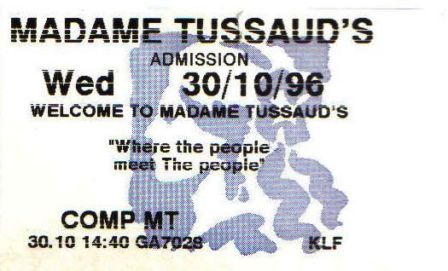 MADAME TUSSAUD'S
ADMISSION
Wed 30/10/96
WELCOME TO MADAME TUSSAUD'S
"Where the people
meet The people"
COMP MT
30.10 14:40 GA7028 KLF